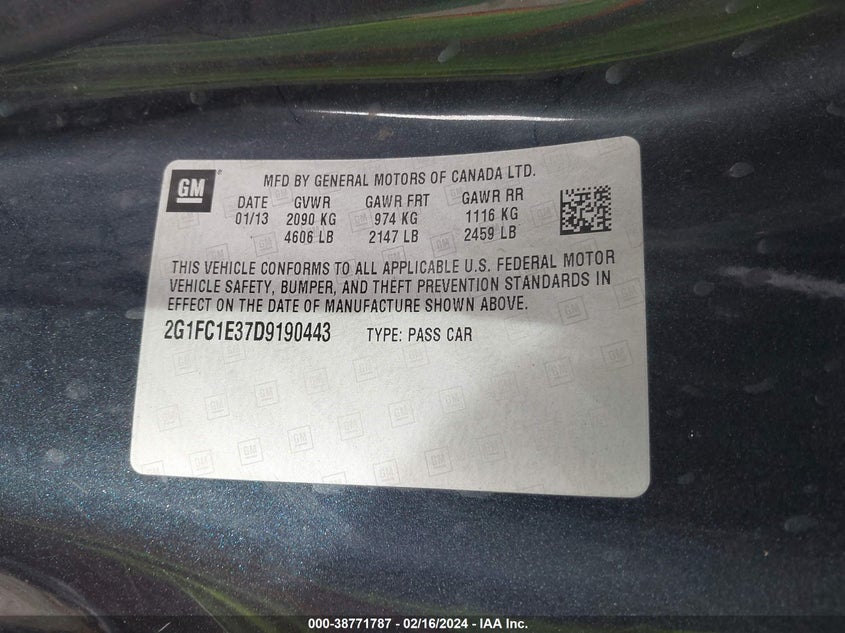 GM
MFD BY GENERAL MOTORS OF CANADA LTD.
DATE GVWR GAWR FRT GAWR RR
01/13 2090 KG 974 KG 1116 KG
4606 LB 2147 LB 2459 LB
THIS VEHICLE CONFORMS TO ALL APPLICABLE U.S. FEDERAL MOTOR
VEHICLE SAFETY, BUMPER, AND THEFT PREVENTION STANDARDS IN
EFFECT ON THE DATE OF MANUFACTURE SHOWN ABOVE.
2G1FC1E37D9190443 TYPE: PASS CAR
000-38771787 - 02/16/2024 - IAA Inc.